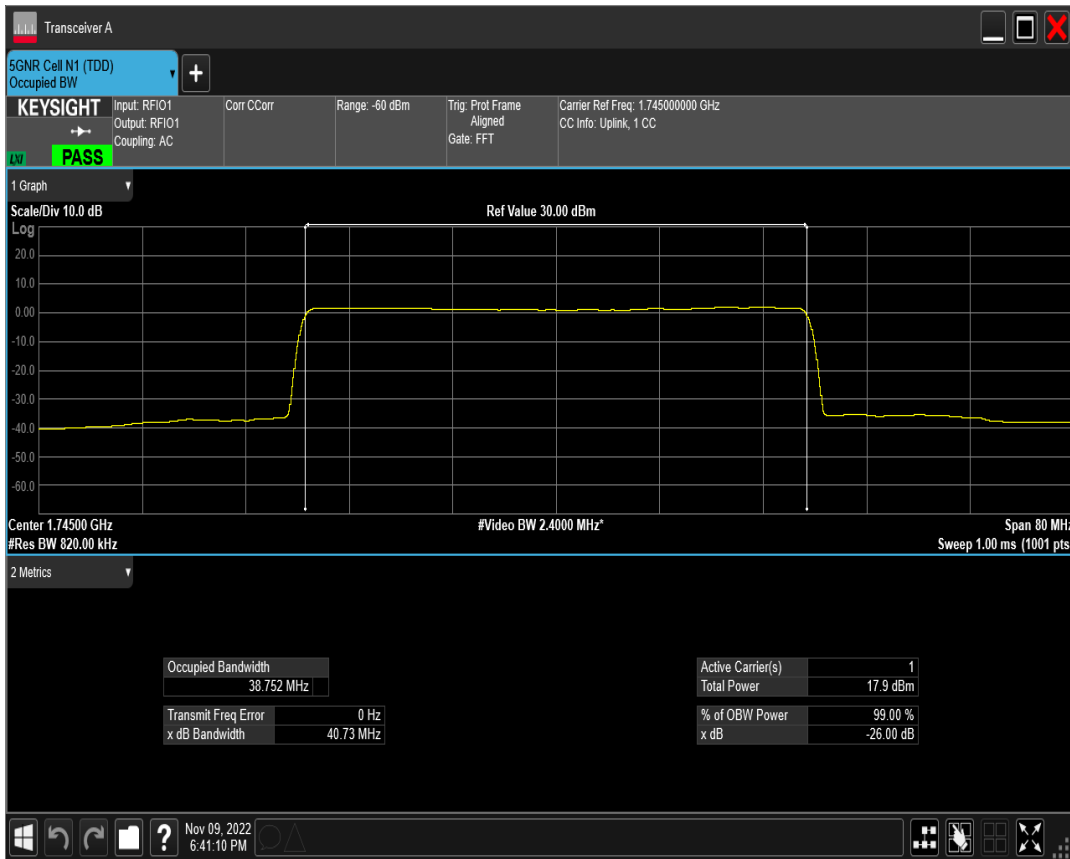 Transceiver A
5GNR Cell N1 (TDD)
Occupied BW
+
KEYSIGHT
LXI
PASS
Input: RFIO1
Output: RFIO1
Coupling: AC
Corr CCorr
Range: -60 dBm
Trig: Prot Frame
Aligned
Gate: FFT
Carrier Ref Freq: 1.745000000 GHz
CC Info: Uplink, 1 CC
1 Graph
Scale/Div 10.0 dB
Ref Value 30.00 dBm
Log
20.0
10.0
0.00
-10.0
-20.0
-30.0
-40.0
-50.0
-60.0
Center 1.74500 GHz
#Video BW 2.4000 MHz*
Span 80 MHz
#Res BW 820.00 kHz
Sweep 1.00 ms (1001 pts
2 Metrics
Occupied Bandwidth
38.752 MHz
Transmit Freq Error 0 Hz
x dB Bandwidth 40.73 MHz
Active Carrier(s) 1
Total Power 17.9 dBm
% of OBW Power 99.00 %
x dB -26.00 dB
?
Nov 09, 2022
6:41:10 PM